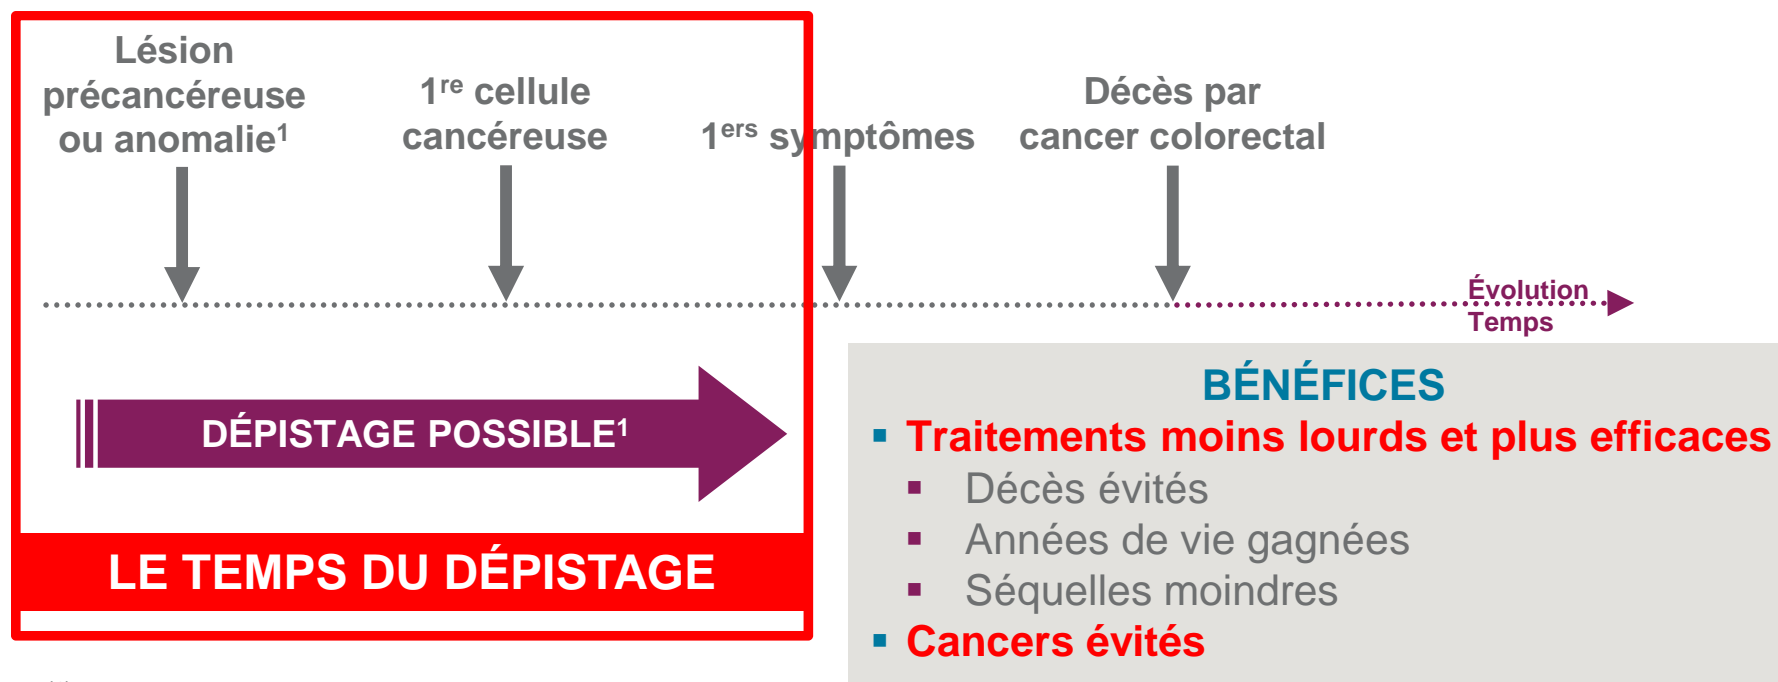 Lésion
précancéreuse
ou anomalie¹
1ʳᵉ cellule
cancéreuse
1ᵉʳˢ symptômes
Décès par
cancer colorectal
Évolution
Temps
DÉPISTAGE POSSIBLE¹
LE TEMPS DU DÉPISTAGE
BÉNÉFICES
▪ Traitements moins lourds et plus efficaces
▪ Décès évités
▪ Années de vie gagnées
▪ Séquelles moindres
▪ Cancers évités